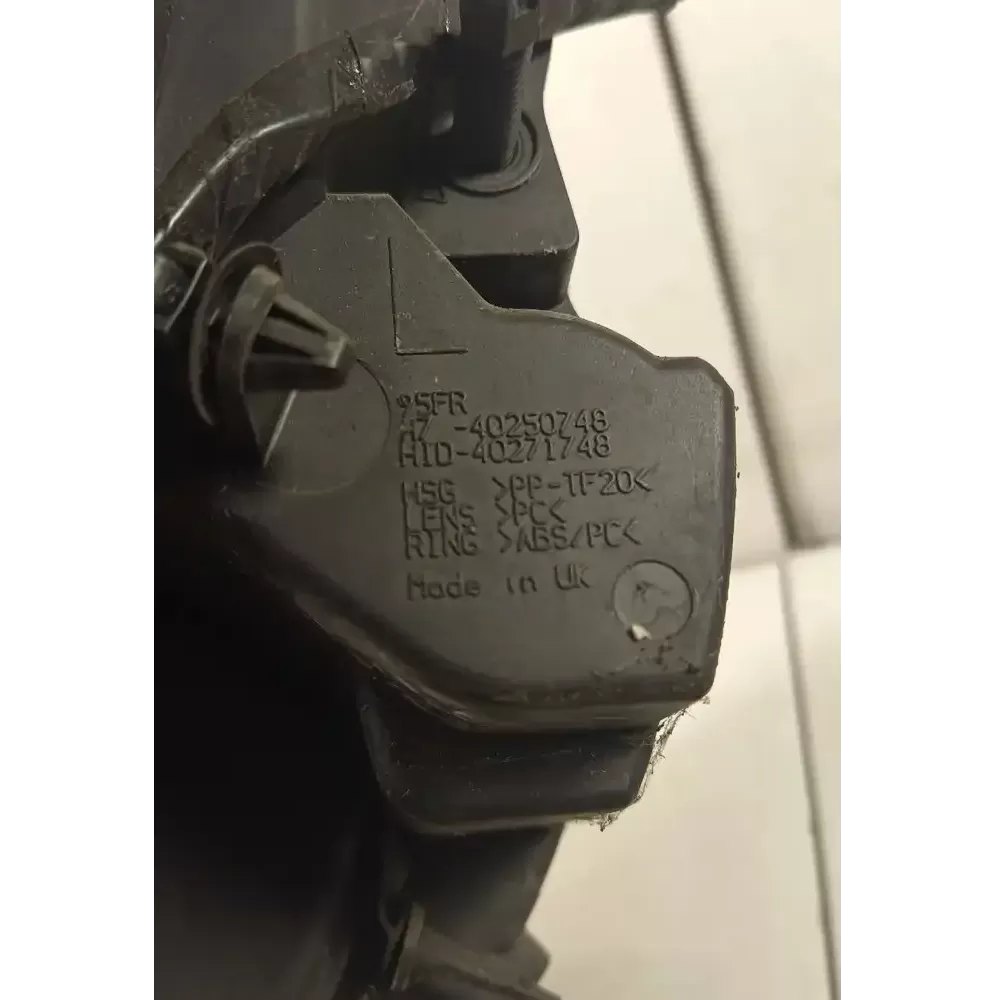 L
95FR
H7 -40250748
HID-40271748
HSG >PP-TF20<
LENS >PC<
RING >ABS/PC<
Made in UK